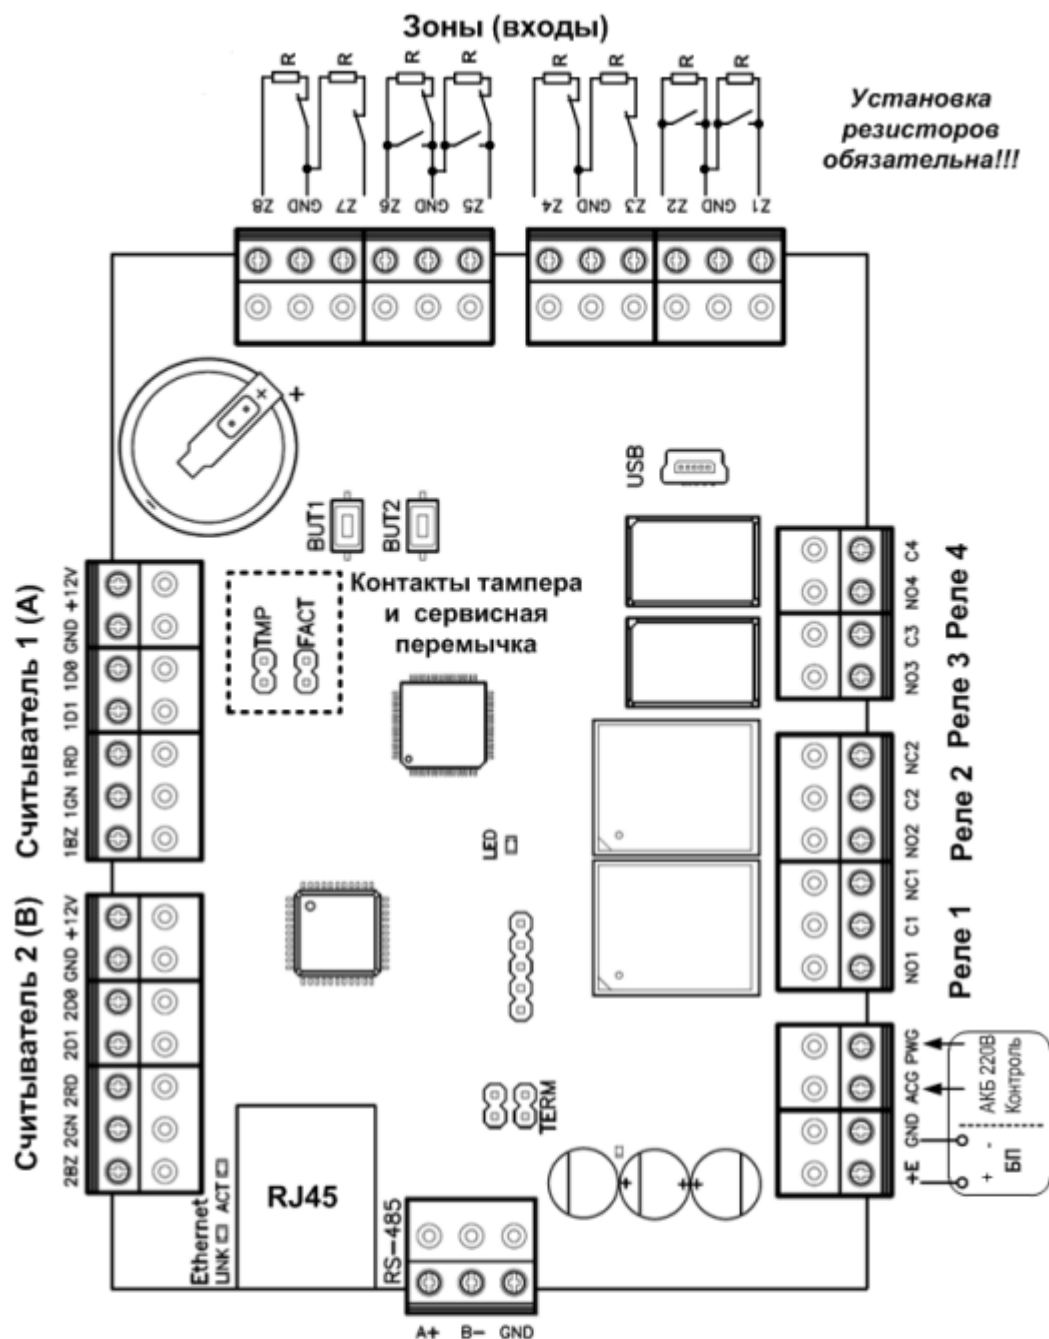 Зоны (входы)
R R R R R R R R
Установка
резисторов
обязательна!!!
Z8 GND Z7 Z6 GND Z5 Z4 GND Z3 Z2 GND Z1
+ +
−
USB
BUT1 BUT2
Контакты тампера
и сервисная
перемычка
TMP FACT
Считыватель 1 (A)
+12V
GND
1D0
1D1
1RD
1GN
1BZ
Считыватель 2 (B)
+12V
GND
2D0
2D1
2RD
2GN
2BZ
LED
TERM
C4
NO4
C3
NO3
Реле 3 Реле 4
NC2
C2
NO2
Реле 2
NC1
C1
NO1
Реле 1
PWG
ACG
GND
+E
АКБ 220В
Контроль
+ -
БП
+ + +
Ethernet
LINK ACT
RJ45
RS-485
A+ B− GND